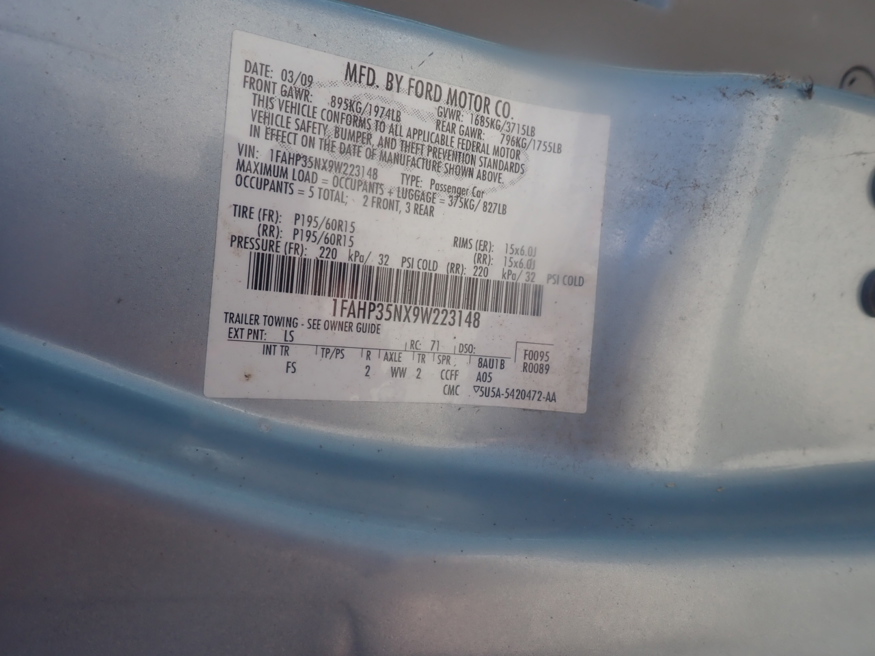 MFD. BY FORD MOTOR CO.
DATE: 03/09 GVWR: 1685KG/3715LB
FRONT GAWR: 895KG/1974LB REAR GAWR: 796KG/1755LB
THIS VEHICLE CONFORMS TO ALL APPLICABLE FEDERAL MOTOR
VEHICLE SAFETY, BUMPER, AND THEFT PREVENTION STANDARDS
IN EFFECT ON THE DATE OF MANUFACTURE SHOWN ABOVE.
VIN: 1FAHP35NX9W223148 TYPE: Passenger Car
MAXIMUM LOAD = OCCUPANTS + LUGGAGE = 375KG/ 827LB
OCCUPANTS = 5 TOTAL; 2 FRONT, 3 REAR
TIRE (FR): P195/60R15 RIMS (FR): 15x6.0J
(RR): P195/60R15 (RR): 15x6.0J
PRESSURE (FR): 220 kPa/ 32 PSI COLD (RR): 220 kPa/ 32 PSI COLD
1FAHP35NX9W223148
TRAILER TOWING - SEE OWNER GUIDE
EXT PNT: LS RC: 71 DSO: F0095
INT TR TP/PS R AXLE TR SPR 8AU1B R0089
FS 2 WW 2 CCFF A05
CMC ▽5U5A-5420472-AA